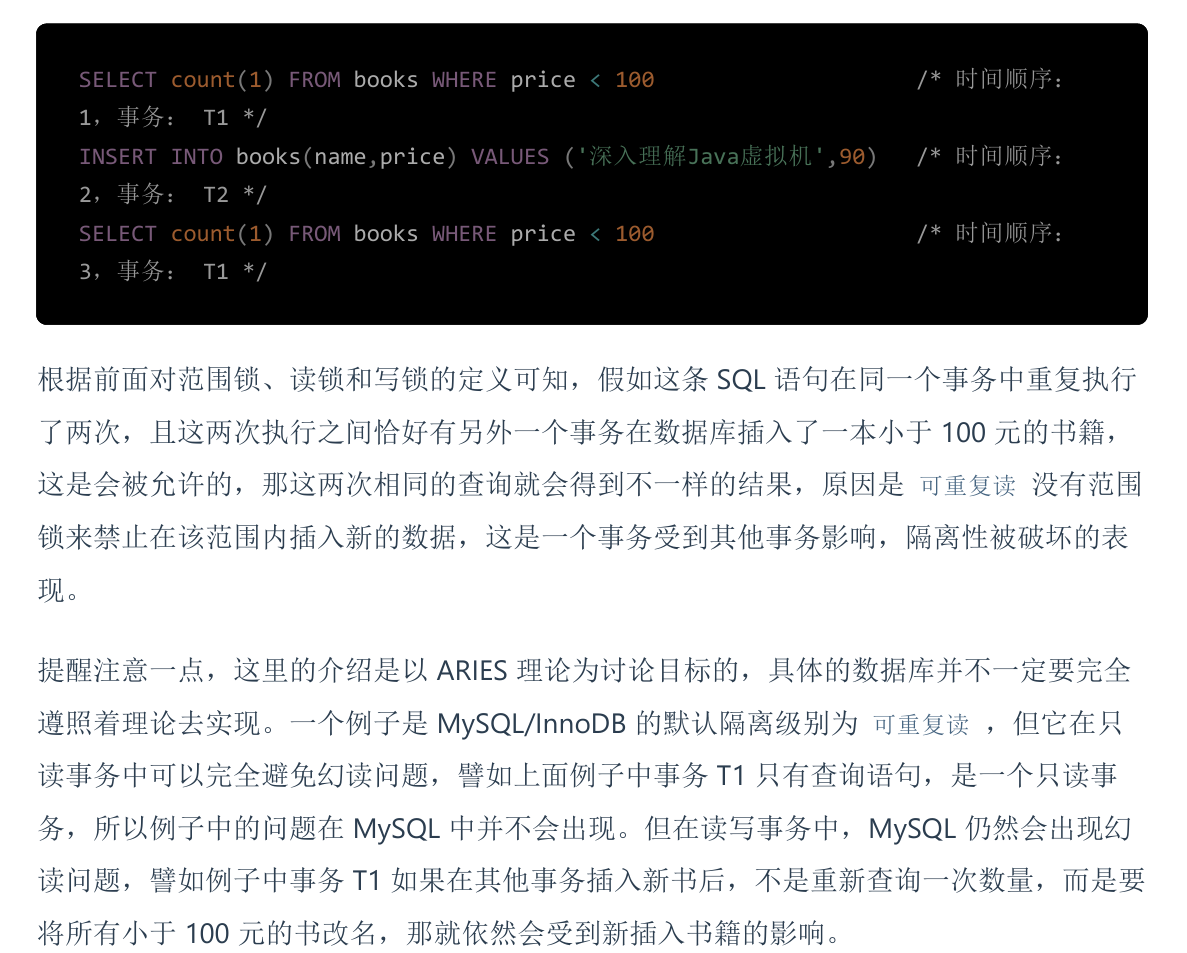 SELECT count(1) FROM books WHERE price < 100 /* 时间顺序：
1，事务： T1 */
INSERT INTO books(name,price) VALUES ('深入理解Java虚拟机',90) /* 时间顺序：
2，事务： T2 */
SELECT count(1) FROM books WHERE price < 100 /* 时间顺序：
3，事务： T1 */
根据前面对范围锁、读锁和写锁的定义可知，假如这条 SQL 语句在同一个事务中重复执行
了两次，且这两次执行之间恰好有另外一个事务在数据库插入了一本小于 100 元的书籍，
这是会被允许的，那这两次相同的查询就会得到不一样的结果，原因是 可重复读 没有范围
锁来禁止在该范围内插入新的数据，这是一个事务受到其他事务影响，隔离性被破坏的表
现。
提醒注意一点，这里的介绍是以 ARIES 理论为讨论目标的，具体的数据库并不一定要完全
遵照着理论去实现。一个例子是 MySQL/InnoDB 的默认隔离级别为 可重复读 ，但它在只
读事务中可以完全避免幻读问题，譬如上面例子中事务 T1 只有查询语句，是一个只读事
务，所以例子中的问题在 MySQL 中并不会出现。但在读写事务中，MySQL 仍然会出现幻
读问题，譬如例子中事务 T1 如果在其他事务插入新书后，不是重新查询一次数量，而是要
将所有小于 100 元的书改名，那就依然会受到新插入书籍的影响。